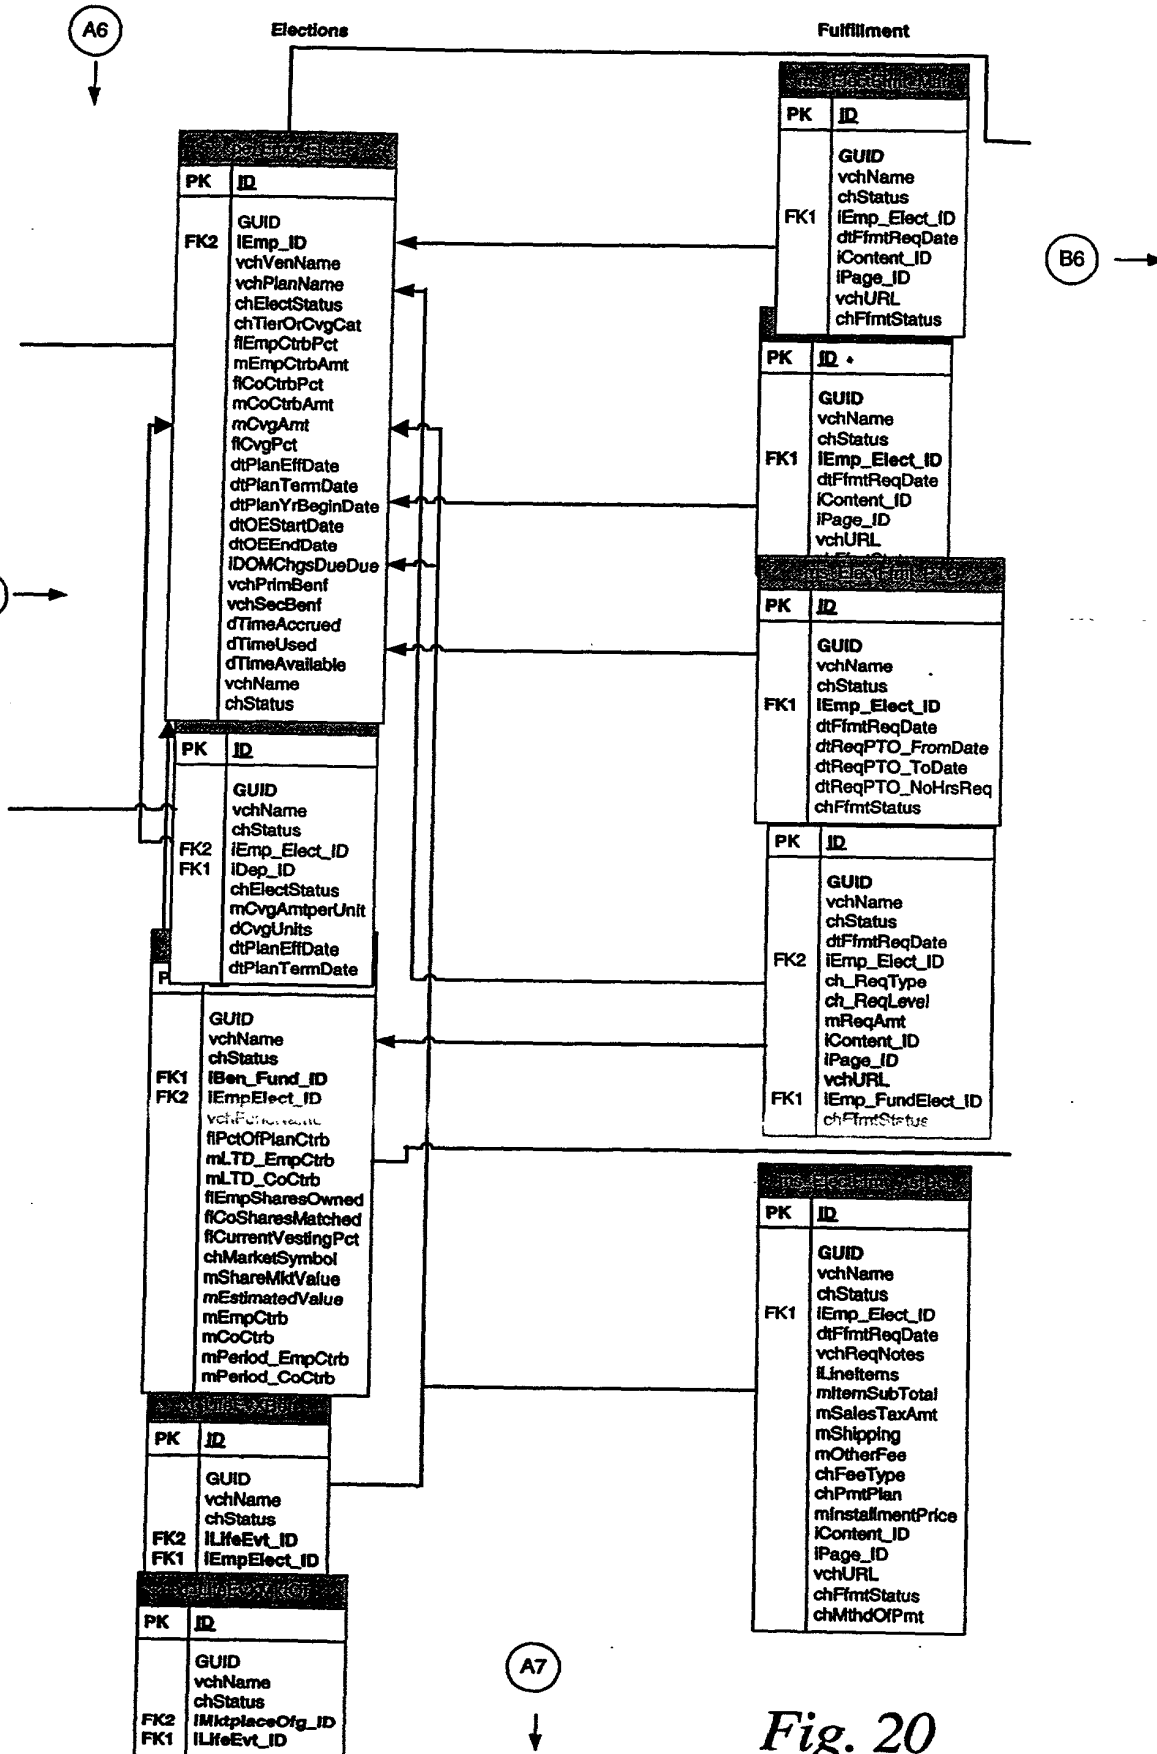 A6
Elections
Fulfillment
PK ID
GUID
FK2 iEmp_ID
vchVenName
vchPlanName
chElectStatus
chTierOrCvgCat
flEmpCtrbPct
mEmpCtrbAmt
flCoCtrbPct
mCoCtrbAmt
mCvgAmt
flCvgPct
dtPlanEffDate
dtPlanTermDate
dtPlanYrBeginDate
dtOEStartDate
dtOEEndDate
iDOMChgsDueDue
vchPrimBenf
vchSecBenf
dTimeAccrued
dTimeUsed
dTimeAvailable
vchName
chStatus
PK ID
GUID
vchName
chStatus
FK2 iEmp_Elect_ID
FK1 iDep_ID
chElectStatus
mCvgAmtperUnit
dCvgUnits
dtPlanEffDate
dtPlanTermDate
GUID
vchName
chStatus
FK1 iBen_Fund_ID
FK2 iEmpElect_ID
flPctOfPlanCtrb
mLTD_EmpCtrb
mLTD_CoCtrb
flEmpSharesOwned
flCoSharesMatched
flCurrentVestingPct
chMarketSymbol
mShareMktValue
mEstimatedValue
mEmpCtrb
mCoCtrb
mPeriod_EmpCtrb
mPeriod_CoCtrb
PK ID
GUID
vchName
chStatus
FK2 iLifeEvt_ID
FK1 iEmpElect_ID
PK ID
GUID
vchName
chStatus
FK2 iMktplaceOfg_ID
FK1 iLifeEvt_ID
PK ID
GUID
vchName
chStatus
FK1 iEmp_Elect_ID
dtFfmtReqDate
iContent_ID
iPage_ID
vchURL
chFfmtStatus
B6
PK ID
GUID
vchName
chStatus
FK1 iEmp_Elect_ID
dtFfmtReqDate
iContent_ID
iPage_ID
vchURL
PK ID
GUID
vchName
chStatus
FK1 iEmp_Elect_ID
dtFfmtReqDate
dtReqPTO_FromDate
dtReqPTO_ToDate
dtReqPTO_NoHrsReq
chFfmtStatus
PK ID
GUID
vchName
chStatus
dtFfmtReqDate
FK2 iEmp_Elect_ID
ch_ReqType
ch_ReqLevel
mReqAmt
iContent_ID
iPage_ID
vchURL
FK1 iEmp_FundElect_ID
chFfmtStatus
PK ID
GUID
vchName
chStatus
FK1 iEmp_Elect_ID
dtFfmtReqDate
vchReqNotes
iLineItems
mItemSubTotal
mSalesTaxAmt
mShipping
mOtherFee
chFeeType
chPmtPlan
mInstallmentPrice
iContent_ID
iPage_ID
vchURL
chFfmtStatus
chMthdOfPmt
A7
Fig. 20